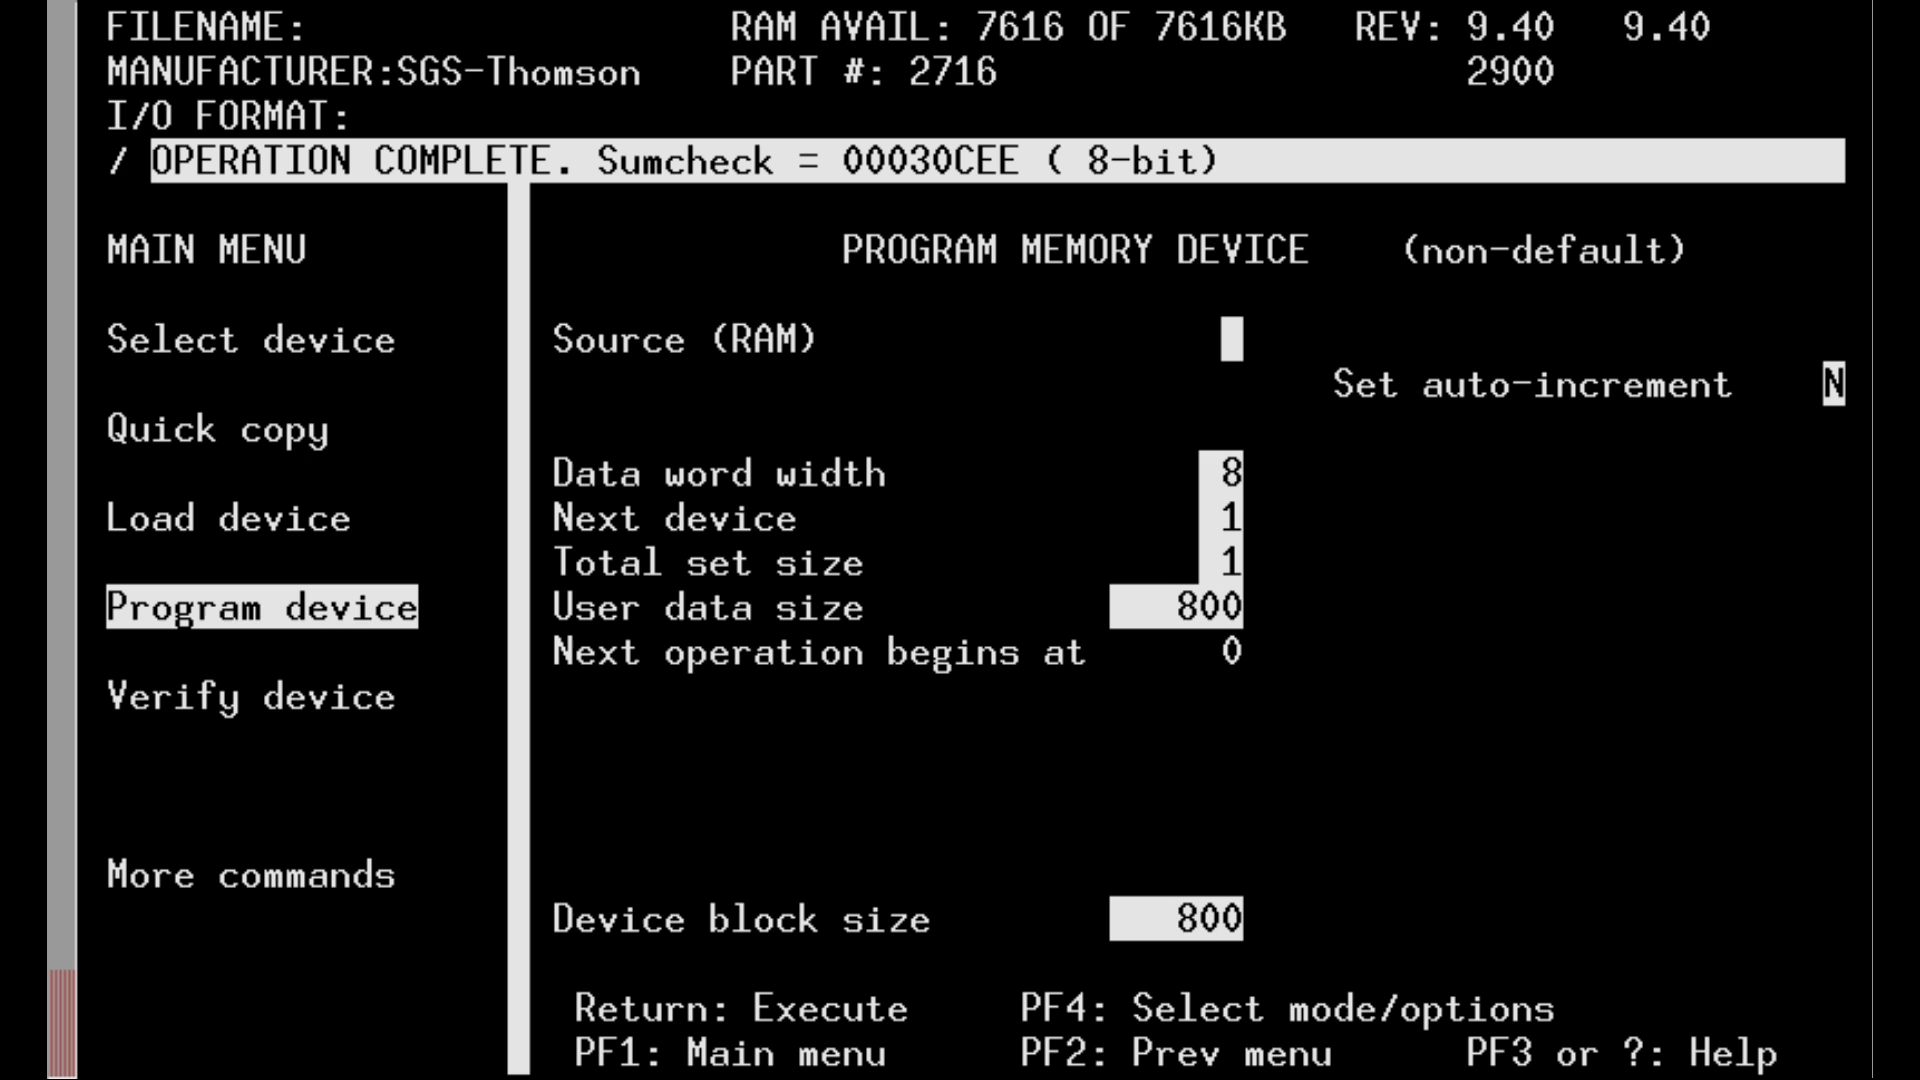 FILENAME: RAM AVAIL: 7616 OF 7616KB REV: 9.40 9.40
MANUFACTURER:SGS-Thomson PART #: 2716 2900
I/O FORMAT:
/ OPERATION COMPLETE. Sumcheck = 00030CEE ( 8-bit)
MAIN MENU
PROGRAM MEMORY DEVICE (non-default)
Select device
Source (RAM)
Set auto-increment N
Quick copy
Data word width 8
Load device
Next device 1
Total set size 1
Program device
User data size 800
Next operation begins at 0
Verify device
More commands
Device block size 800
Return: Execute PF4: Select mode/options
PF1: Main menu PF2: Prev menu PF3 or ?: Help